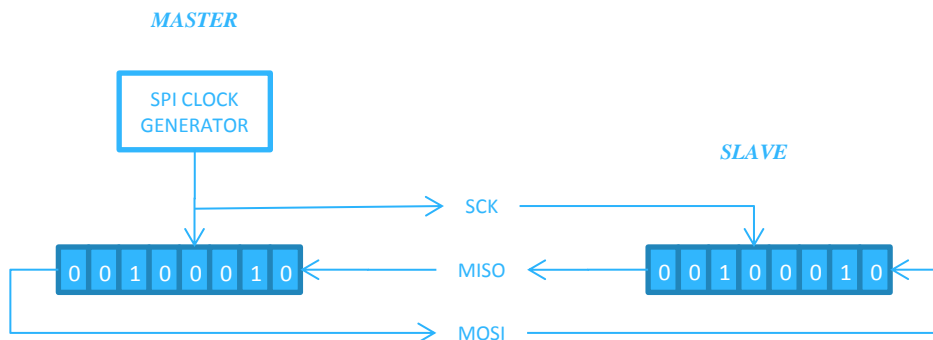 MASTER
SPI CLOCK
GENERATOR
SLAVE
SCK
0 0 1 0 0 0 1 0
MISO
0 0 1 0 0 0 1 0
MOSI